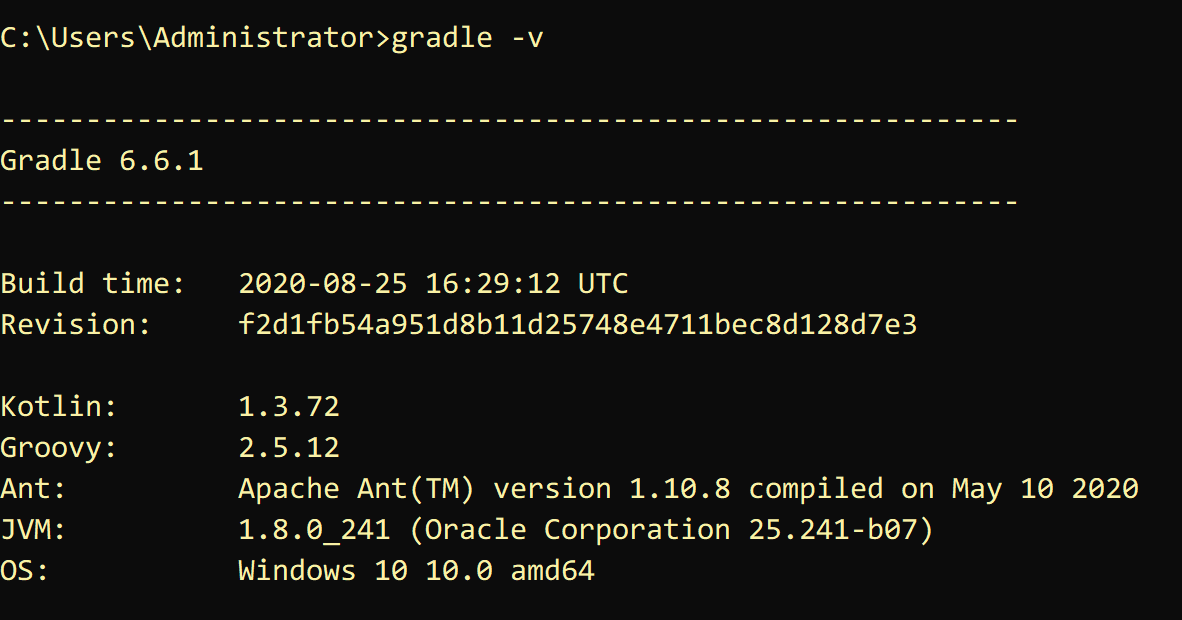 C:\Users\Administrator>gradle -v
------------------------------------------------------------
Gradle 6.6.1
------------------------------------------------------------
Build time:   2020-08-25 16:29:12 UTC
Revision:     f2d1fb54a951d8b11d25748e4711bec8d128d7e3
Kotlin:       1.3.72
Groovy:       2.5.12
Ant:          Apache Ant(TM) version 1.10.8 compiled on May 10 2020
JVM:          1.8.0_241 (Oracle Corporation 25.241-b07)
OS:           Windows 10 10.0 amd64